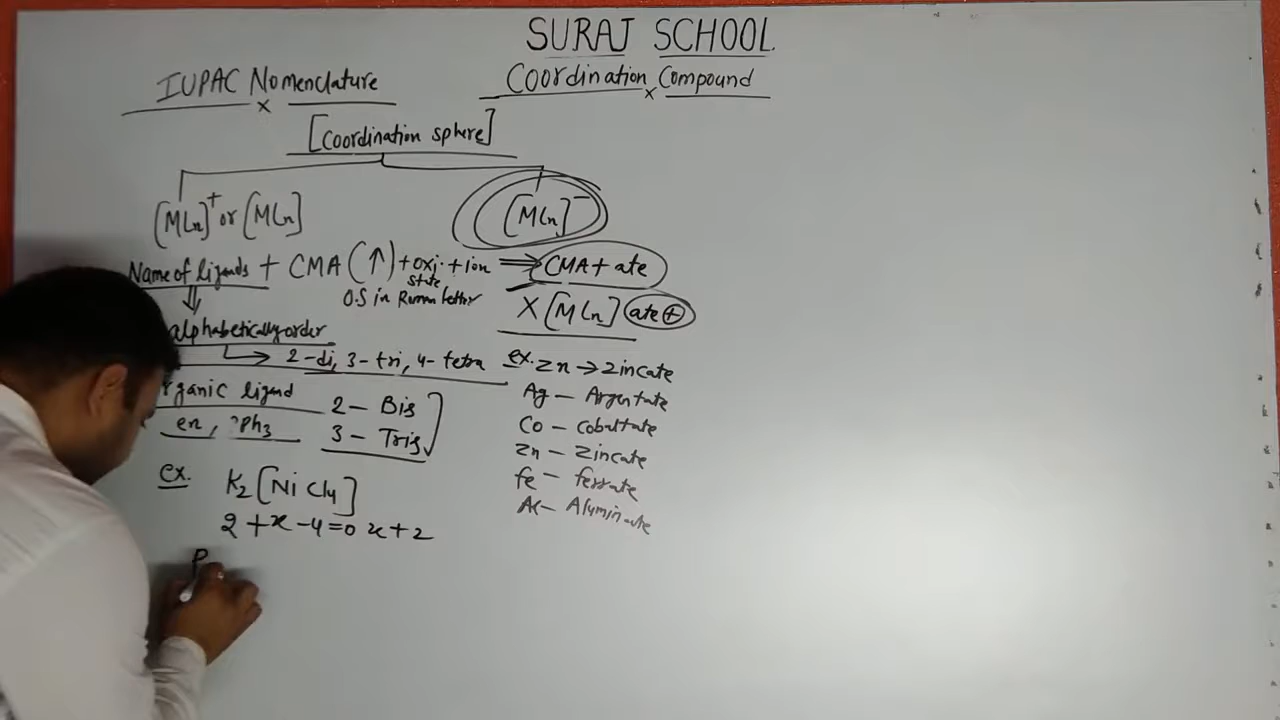 SURAJ SCHOOL
IUPAC Nomenclature
Coordination Compound
[Coordination sphere]
[MLn]⁺ or [MLn]
[MLn]⁻
Name of ligands + CMA (↑) + oxi. state + ion ⇒ CMA + ate
O.S in Roman letter
X [MLn] ate ⊕
alphabetically order
→ 2-di, 3-tri, 4-tetra
rganic ligand
en, PPh₃
2 – Bis
3 – Tris
ex. Zn → Zincate
Ag – Argentate
Co – Cobaltate
Zn – Zincate
fe – ferrate
Al – Aluminate
ex. K₂[NiCl₄]
2 + x – 4 = 0 x + 2
P